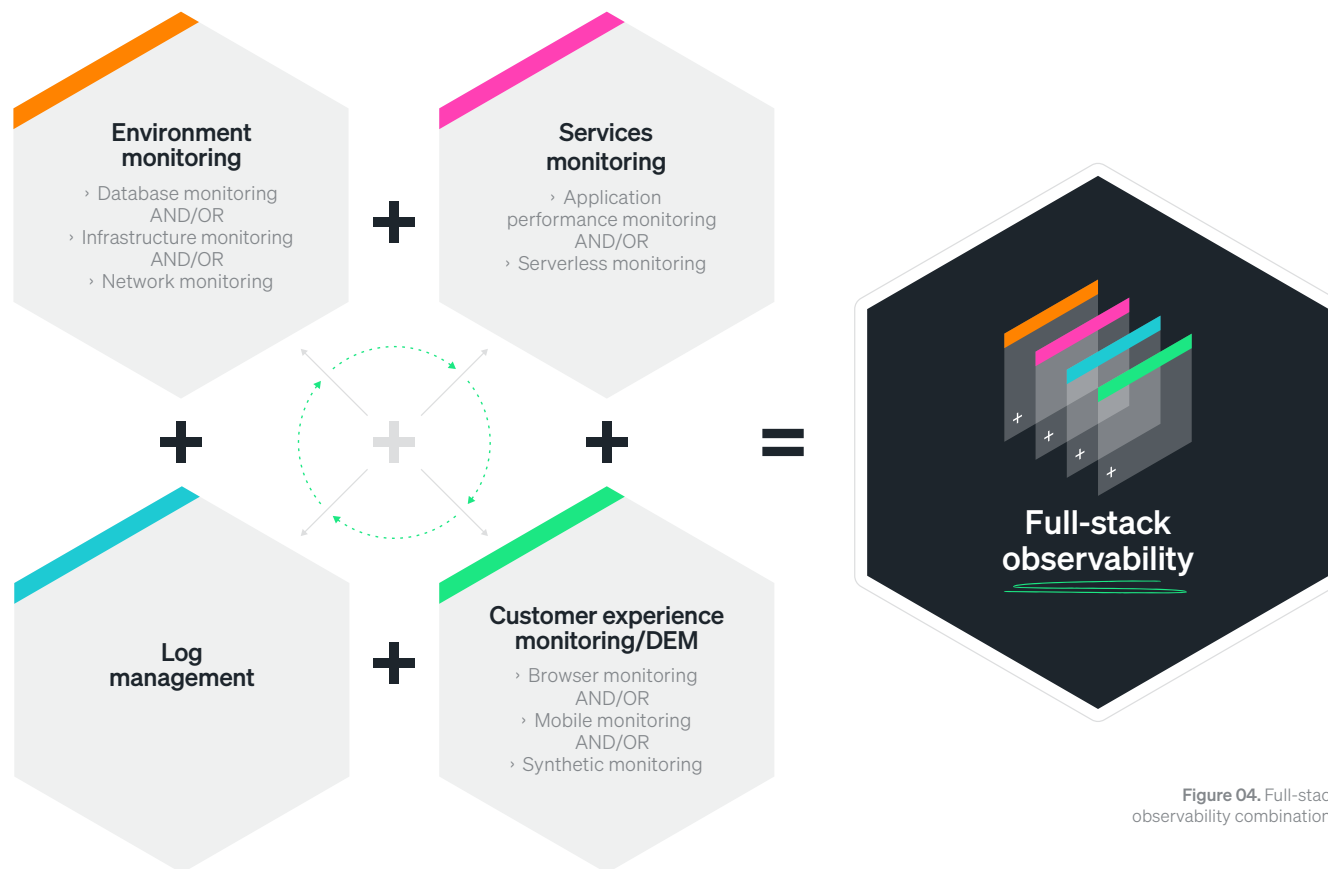 Environment
monitoring
› Database monitoring
AND/OR
› Infrastructure monitoring
AND/OR
› Network monitoring
+
Services
monitoring
› Application
performance monitoring
AND/OR
› Serverless monitoring
+
+
+
=
Log
management
+
Customer experience
monitoring/DEM
› Browser monitoring
AND/OR
› Mobile monitoring
AND/OR
› Synthetic monitoring
Full-stack
observability
Figure 04. Full-stac
observability combination